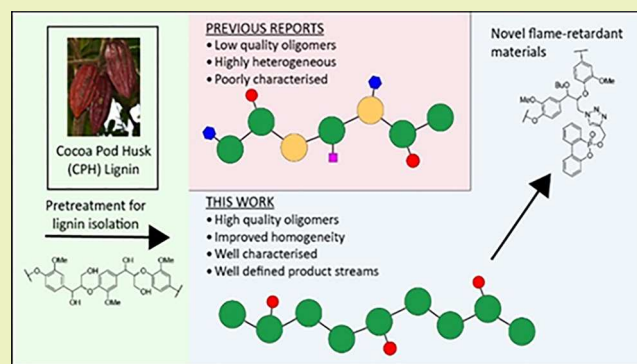 Cocoa Pod Husk
(CPH) Lignin
Pretreatment for
lignin isolation
OMe
OH
OH
OMe
OH
OH
OMe
PREVIOUS REPORTS
• Low quality oligomers
• Highly heterogeneous
• Poorly characterised
THIS WORK
• High quality oligomers
• Improved homogeneity
• Well characterised
• Well defined product streams
Novel flame-retardant
materials
OMe
BuO
MeO
O
O
N
N
N
O
P
O
O